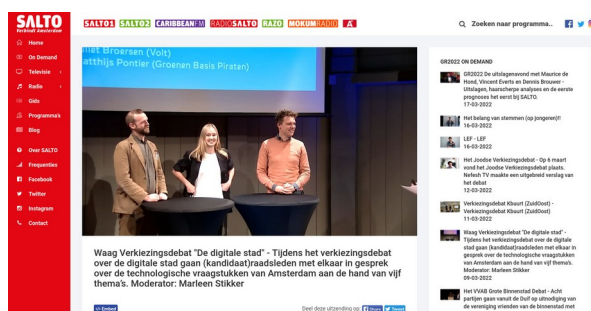 SALTO
Verbindt Amsterdam
SALTO1 SALTO2 CARIBBEANFM RADIOSALTO RAZO MOKUMRADIO
Zoeken naar programma..
Home
On Demand
Televisie
Radio
Gids
Programma's
Blog
Over SALTO
Frequenties
Facebook
Twitter
Instagram
Contact
niet Broersen (Volt)
atthijs Pontier (Groenen Basis Piraten)
Waag Verkiezingsdebat "De digitale stad" - Tijdens het verkiezingsdebat
over de digitale stad gaan (kandidaat)raadsleden met elkaar in gesprek
over de technologische vraagstukken van Amsterdam aan de hand van vijf
thema's. Moderator: Marleen Stikker
</> Embed
Deel deze uitzending op: Share Tweet
GR2022 ON DEMAND
GR2022 De uitslagenavond met Maurice de
Hond, Vincent Everts en Dennis Brouwer -
Uitslagen, haarscherpe analyses en de eerste
prognoses het eerst bij SALTO.
17-03-2022
Het belang van stemmen (op jongeren)!!
16-03-2022
LEF - LEF
16-03-2022
Het Joodse Verkiezingsdebat - Op 6 maart
vond het Joodse Verkiezingsdebat plaats.
Nefesh TV maakte een uitgebreid verslag van
het debat
12-03-2022
Verkiezingsdebat Kbuurt (ZuidOost) -
Verkiezingsdebat Kbuurt (ZuidOost)
11-03-2022
Waag Verkiezingsdebat "De digitale stad" -
Tijdens het verkiezingsdebat over de digitale
stad gaan (kandidaat)raadsleden met elkaar in
gesprek over de technologische vraagstukken
van Amsterdam aan de hand van vijf thema's.
Moderator: Marleen Stikker
09-03-2022
Het VVAB Grote Binnenstad Debat - Acht
partijen gaan vanuit de Duif op uitnodiging van
de vereniging vrienden van de binnenstad met